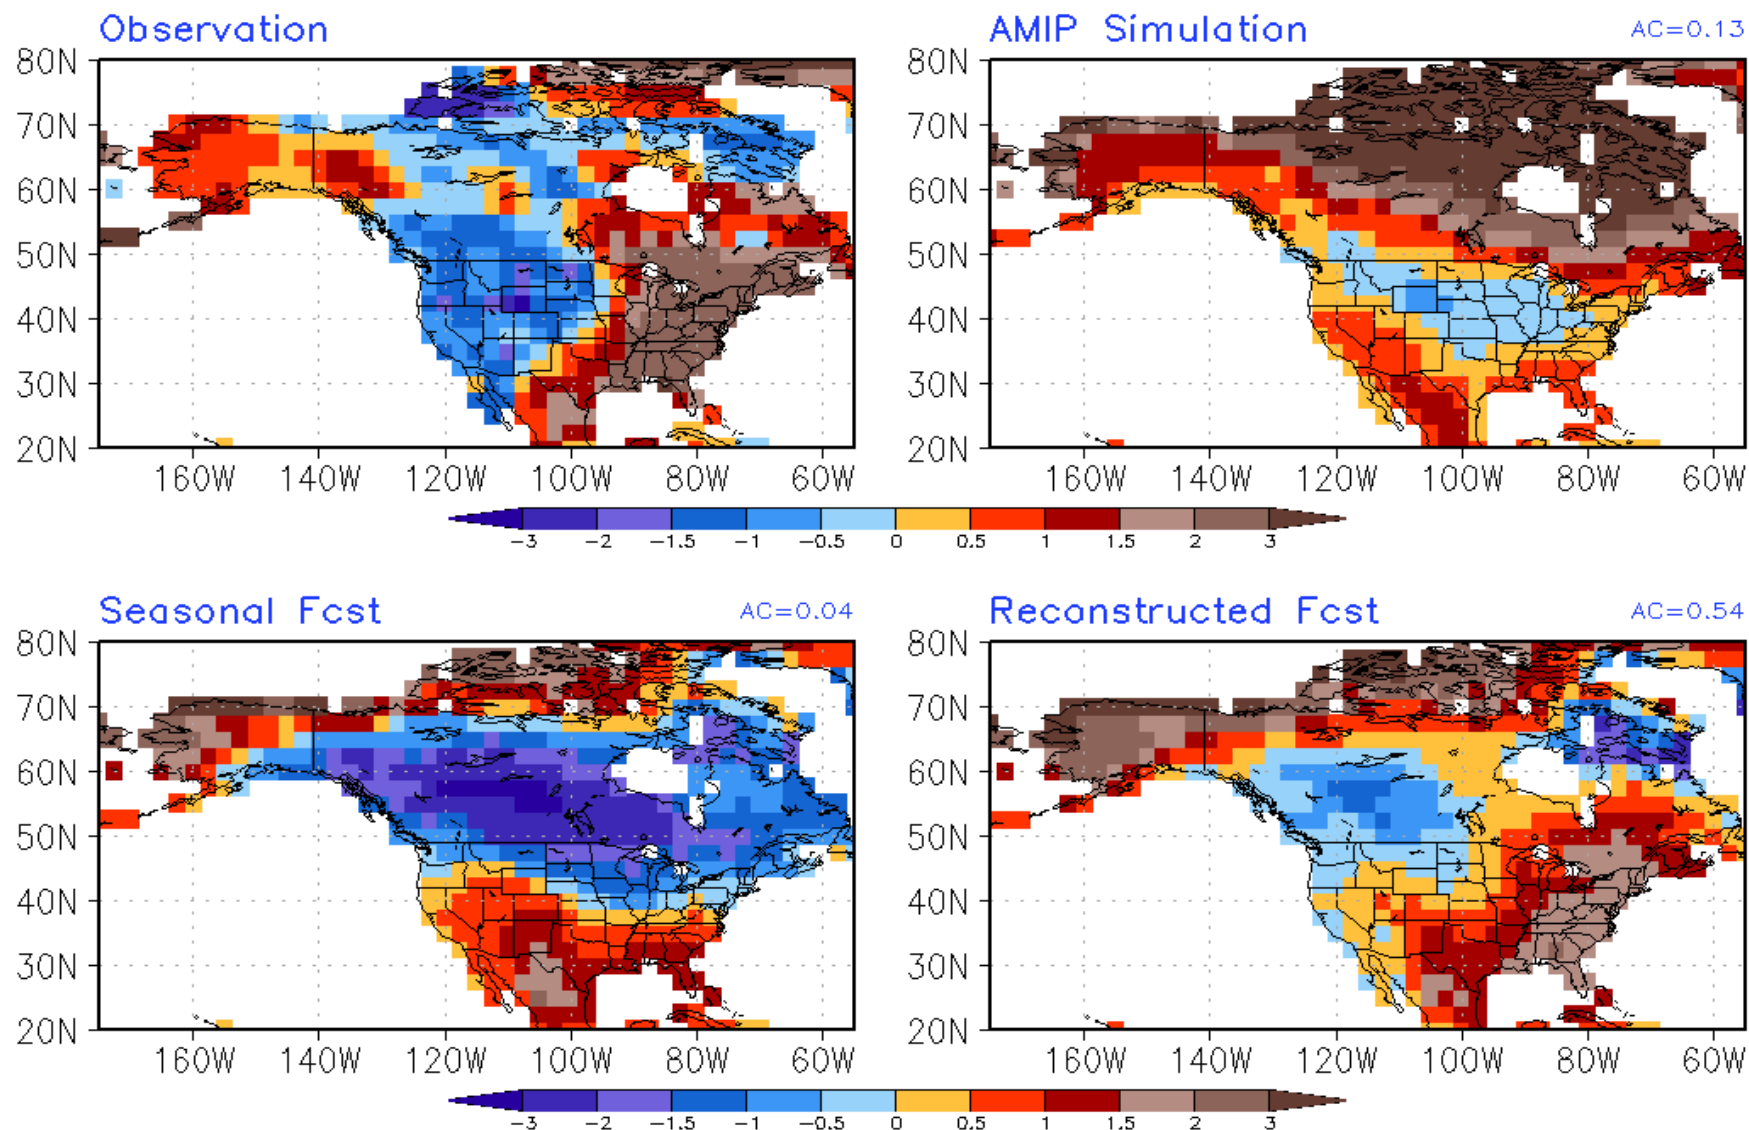 Observation
AMIP Simulation AC=0.13
80N 80N
70N 70N
60N 60N
50N 50N
40N 40N
30N 30N
20N 20N
160W 140W 120W 100W 80W 60W 160W 140W 120W 100W 80W 60W
-3 -2 -1.5 -1 -0.5 0 0.5 1 1.5 2 3
Seasonal Fcst AC=0.04
Reconstructed Fcst AC=0.54
80N 80N
70N 70N
60N 60N
50N 50N
40N 40N
30N 30N
20N 20N
160W 140W 120W 100W 80W 60W 160W 140W 120W 100W 80W 60W
-3 -2 -1.5 -1 -0.5 0 0.5 1 1.5 2 3